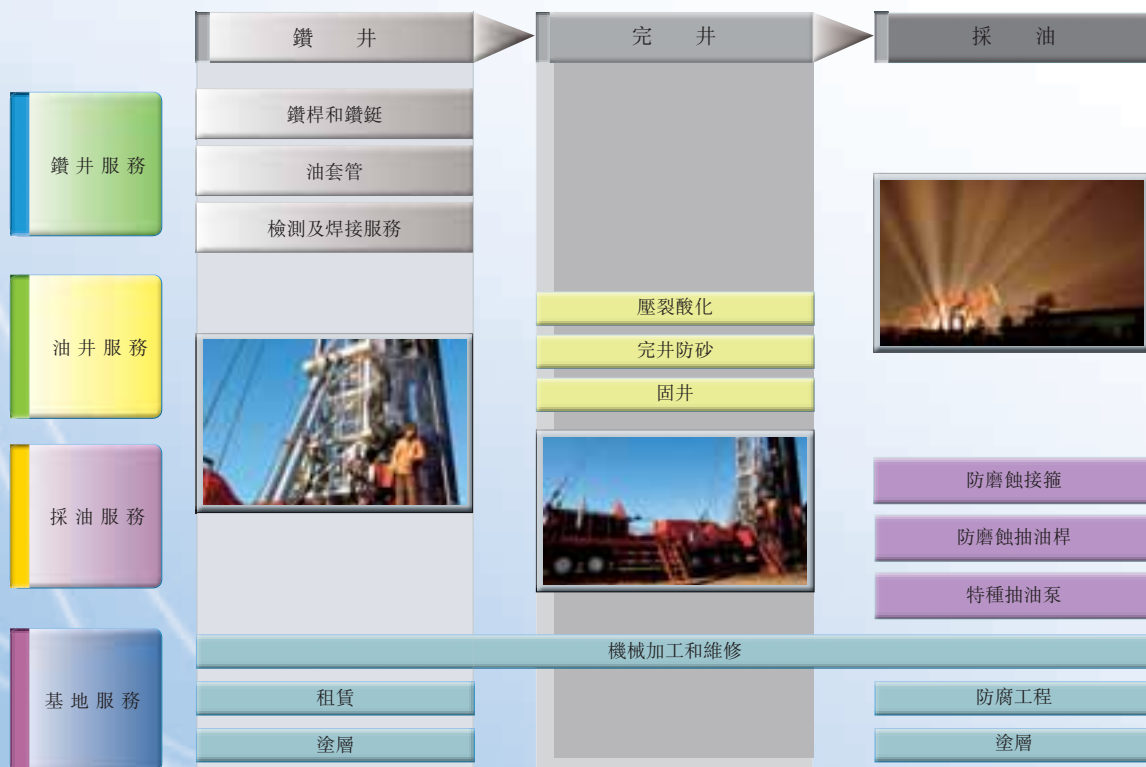 鑽井
完井
採油
鑽井服務
鑽桿和鑽鋌
油套管
檢測及焊接服務
油井服務
壓裂酸化
完井防砂
固井
採油服務
防磨蝕接箍
防磨蝕抽油桿
特種抽油泵
基地服務
機械加工和維修
租賃
防腐工程
塗層
塗層